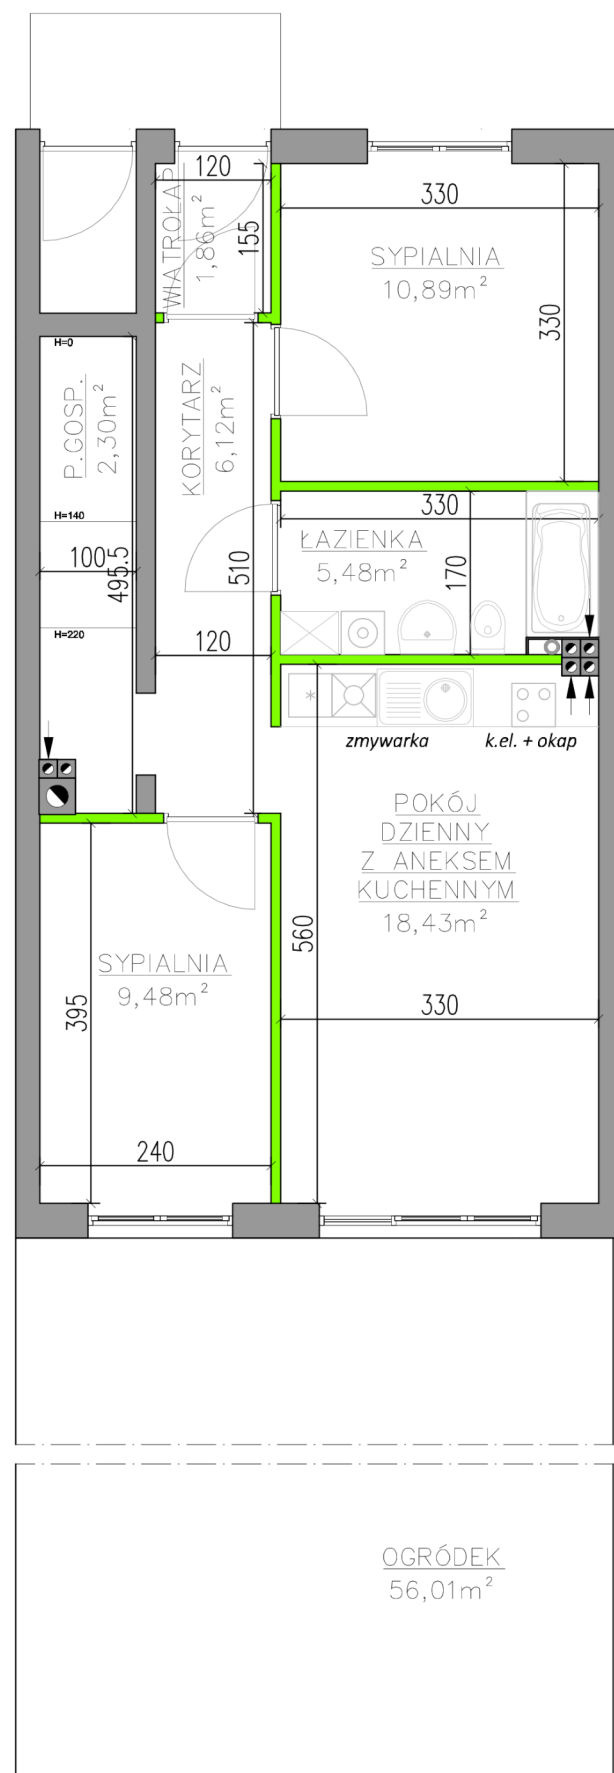 120
WIATROŁAP
1,86m²
155
330
SYPIALNIA
10,89m²
330
H=0
P.GOSP.
2,30m²
H=140
100
495.5
H=220
KORYTARZ
6,12m²
510
120
330
ŁAZIENKA
5,48m²
170
zmywarka
k.el. + okap
POKÓJ
DZIENNY
Z ANEKSEM
KUCHENNYM
18,43m²
560
330
SYPIALNIA
9,48m²
395
240
OGRÓDEK
56,01m²